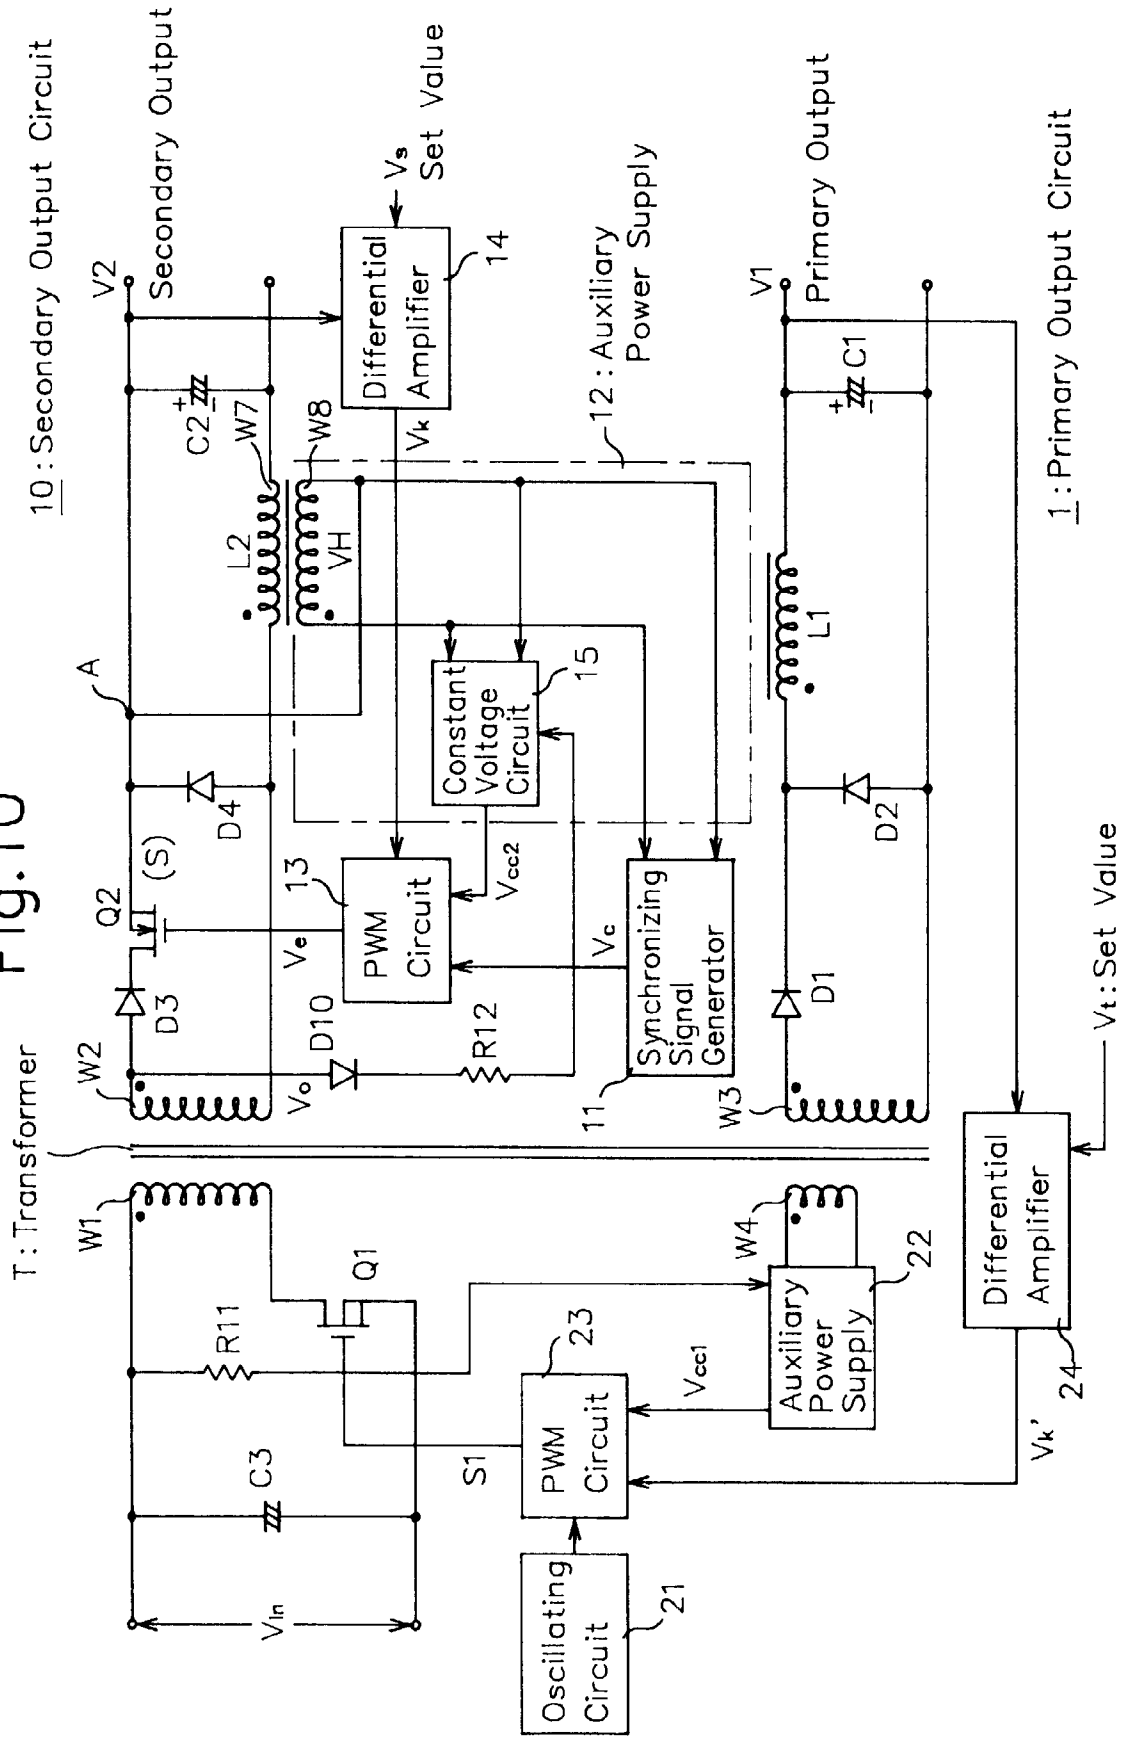 Fig.10
T:Transformer
10:Secondary Output Circuit
V2
Secondary Output
A
W2
D3
Q2
(S)
D4
L2
W7
C2
+
−
Vs
Set Value
Differential
Amplifier
14
W8
VH
Vk
12:Auxiliary
Power Supply
Vo
D10
R12
Ve
13
PWM
Circuit
Vcc2
Constant
Voltage
Circuit
15
Vc
Synchronizing
Signal
Generator
11
W1
Q1
R11
C3
Vin
S1
23
PWM
Circuit
Oscillating
Circuit
21
Vcc1
Auxiliary
Power
Supply
22
W4
W3
D1
D2
L1
C1
+
−
V1
Primary Output
1:Primary Output Circuit
Differential
Amplifier
24
Vk'
Vt:Set Value